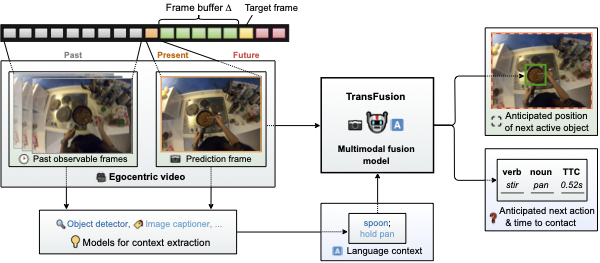 Frame buffer Δ
Target frame
Past
Present
Future
Past observable frames
Prediction frame
Egocentric video
TransFusion
A
Multimodal fusion
model
Anticipated position
of next active object
verb noun TTC
stir pan 0.52s
Anticipated next action
& time to contact
Object detector, Image captioner, ...
Models for context extraction
spoon;
hold pan
A Language context